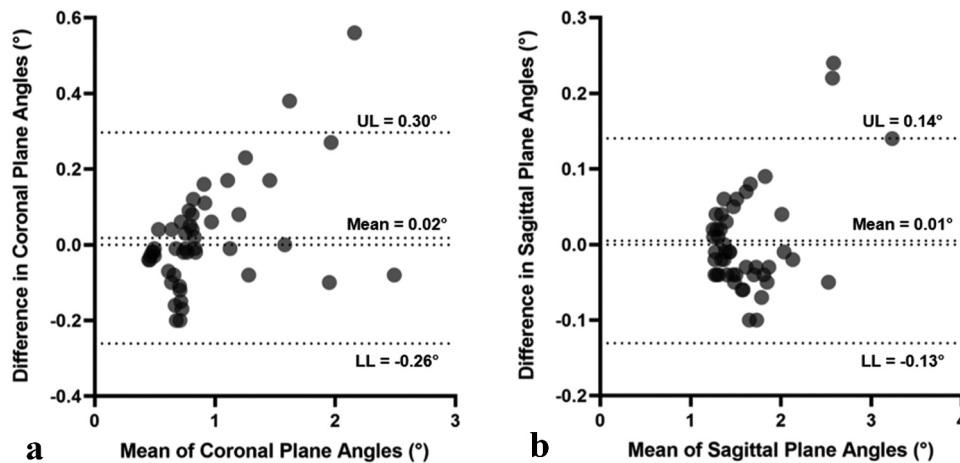 Difference in Coronal Plane Angles (°)
0.6
0.4
0.2
0.0
-0.2
-0.4
UL = 0.30°
Mean = 0.02°
LL = -0.26°
0 1 2 3
a Mean of Coronal Plane Angles (°)
Difference in Sagittal Plane Angles (°)
0.3
0.2
0.1
0.0
-0.1
-0.2
UL = 0.14°
Mean = 0.01°
LL = -0.13°
0 1 2 3 4
b Mean of Sagittal Plane Angles (°)